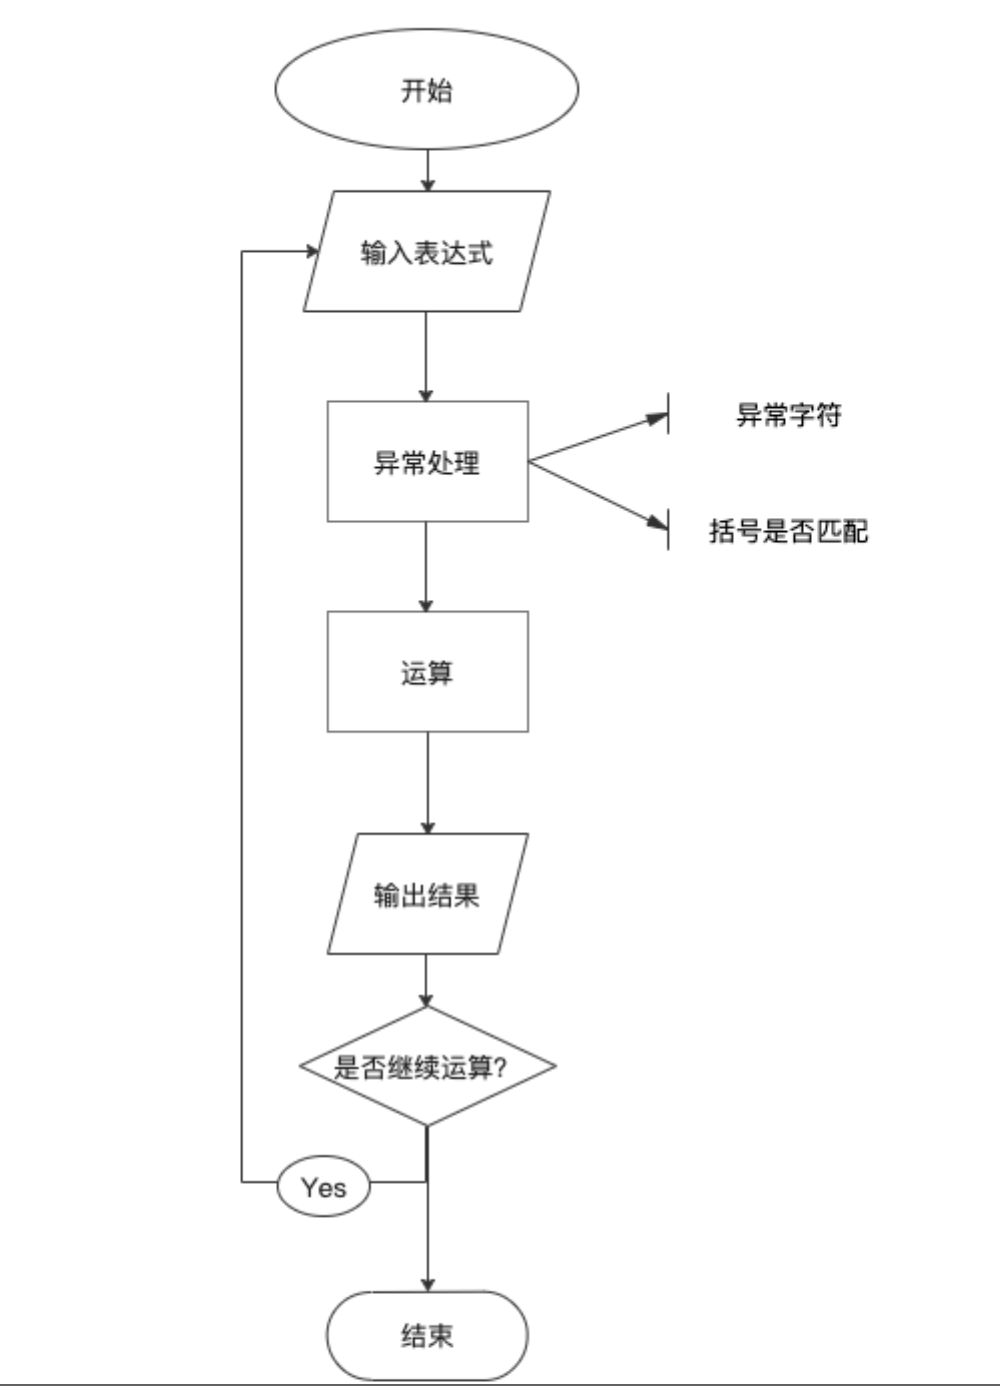 开始
输入表达式
异常处理
异常字符
括号是否匹配
运算
输出结果
是否继续运算?
Yes
结束